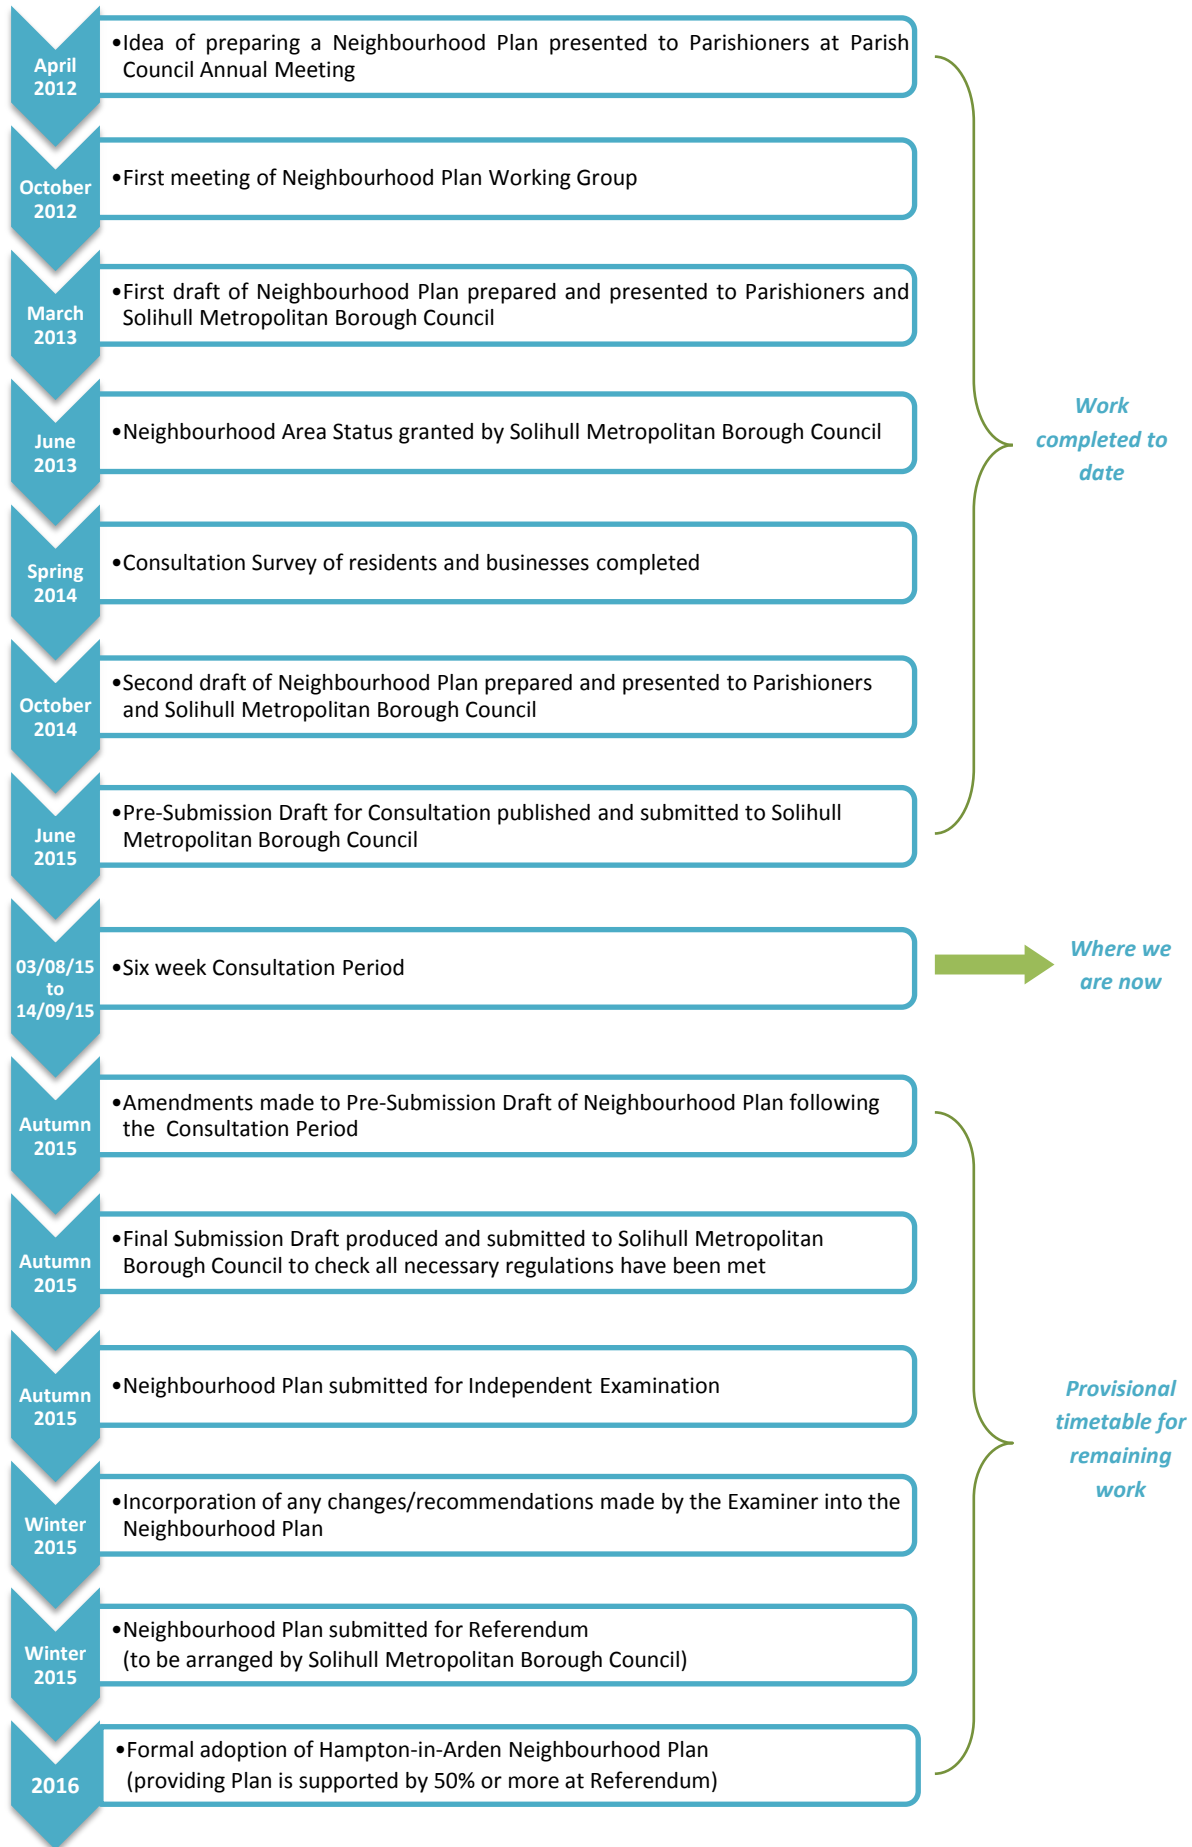 April
2012
•Idea of preparing a Neighbourhood Plan presented to Parishioners at Parish
Council Annual Meeting
October
2012
•First meeting of Neighbourhood Plan Working Group
March
2013
•First draft of Neighbourhood Plan prepared and presented to Parishioners and
Solihull Metropolitan Borough Council
June
2013
•Neighbourhood Area Status granted by Solihull Metropolitan Borough Council
Spring
2014
•Consultation Survey of residents and businesses completed
October
2014
•Second draft of Neighbourhood Plan prepared and presented to Parishioners
and Solihull Metropolitan Borough Council
June
2015
•Pre-Submission Draft for Consultation published and submitted to Solihull
Metropolitan Borough Council
Work
completed to
date
03/08/15
to
14/09/15
•Six week Consultation Period
Where we
are now
Autumn
2015
•Amendments made to Pre-Submission Draft of Neighbourhood Plan following
the Consultation Period
Autumn
2015
•Final Submission Draft produced and submitted to Solihull Metropolitan
Borough Council to check all necessary regulations have been met
Autumn
2015
•Neighbourhood Plan submitted for Independent Examination
Winter
2015
•Incorporation of any changes/recommendations made by the Examiner into the
Neighbourhood Plan
Winter
2015
•Neighbourhood Plan submitted for Referendum
(to be arranged by Solihull Metropolitan Borough Council)
2016
•Formal adoption of Hampton-in-Arden Neighbourhood Plan
(providing Plan is supported by 50% or more at Referendum)
Provisional
timetable for
remaining
work